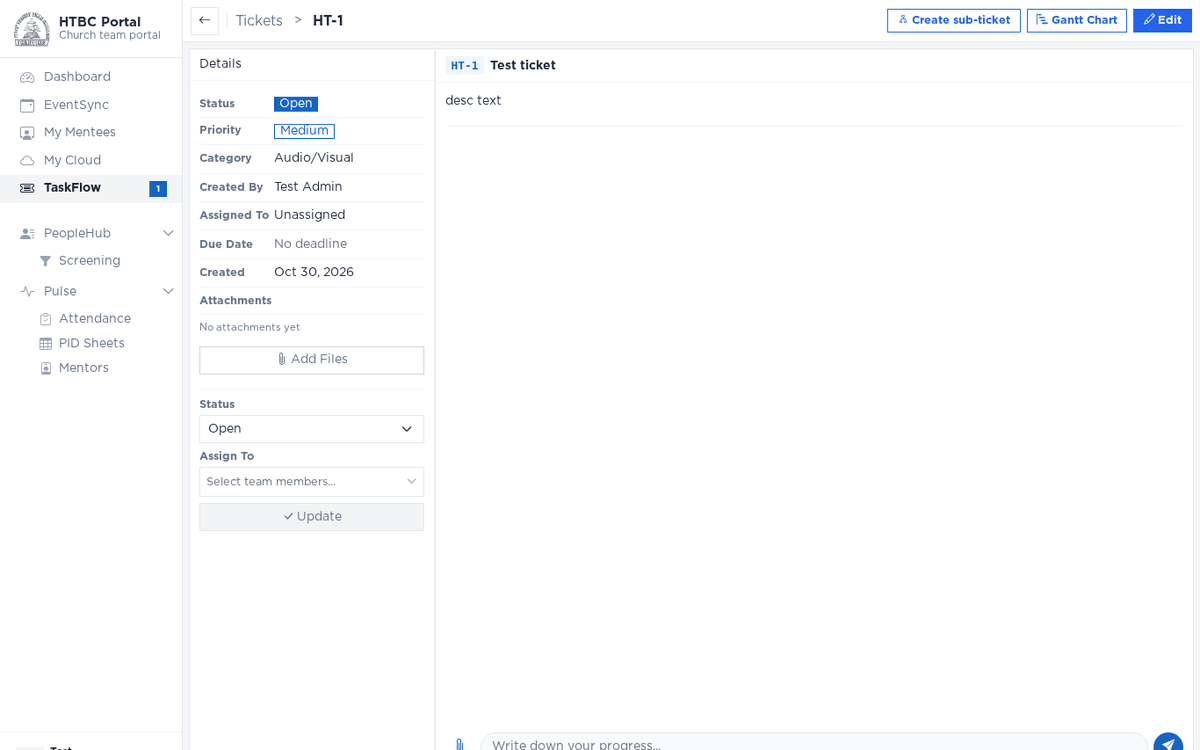 HTBC Portal
Church team portal
Dashboard
EventSync
My Mentees
My Cloud
TaskFlow 1
PeopleHub
Screening
Pulse
Attendance
PID Sheets
Mentors
Tickets > HT-1
Create sub-ticket
Gantt Chart
Edit
Details
Status Open
Priority Medium
Category Audio/Visual
Created By Test Admin
Assigned To Unassigned
Due Date No deadline
Created Oct 30, 2026
Attachments
No attachments yet
Add Files
Status
Open
Assign To
Select team members...
Update
HT-1 Test ticket
desc text
Write down your progress...